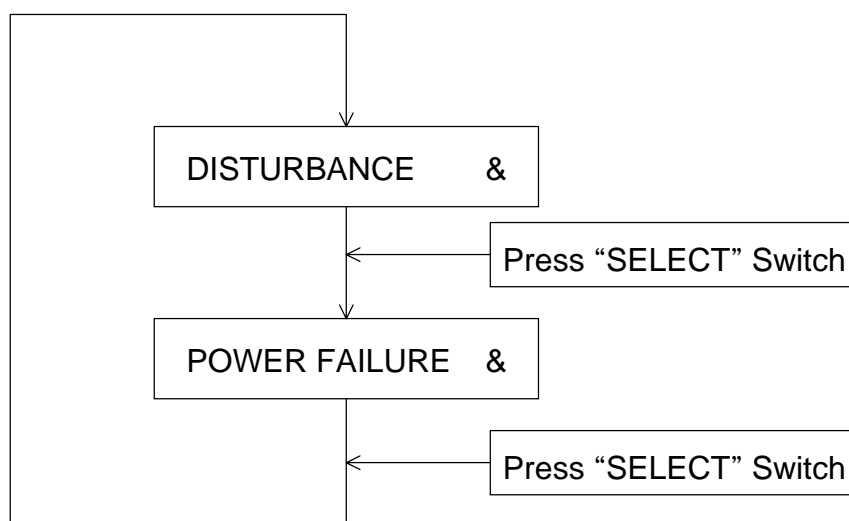 DISTURBANCE &
Press “SELECT” Switch
POWER FAILURE &
Press “SELECT” Switch